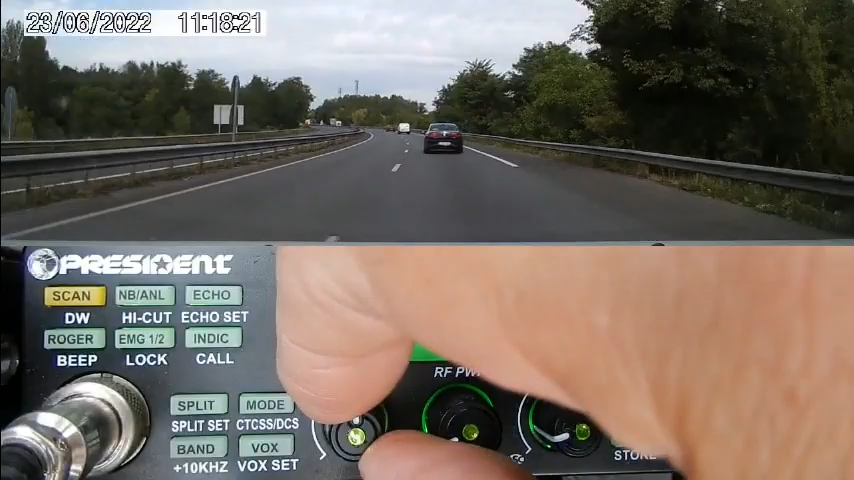 23/06/2022 11:18:21
PRESIDENT
SCAN NB/ANL ECHO
DW HI-CUT ECHO SET
ROGER EMG 1/2 INDIC
BEEP LOCK CALL
RF PW
SPLIT MODE
SPLIT SET CTCSS/DCS
BAND VOX
+10KHZ VOX SET
STORE